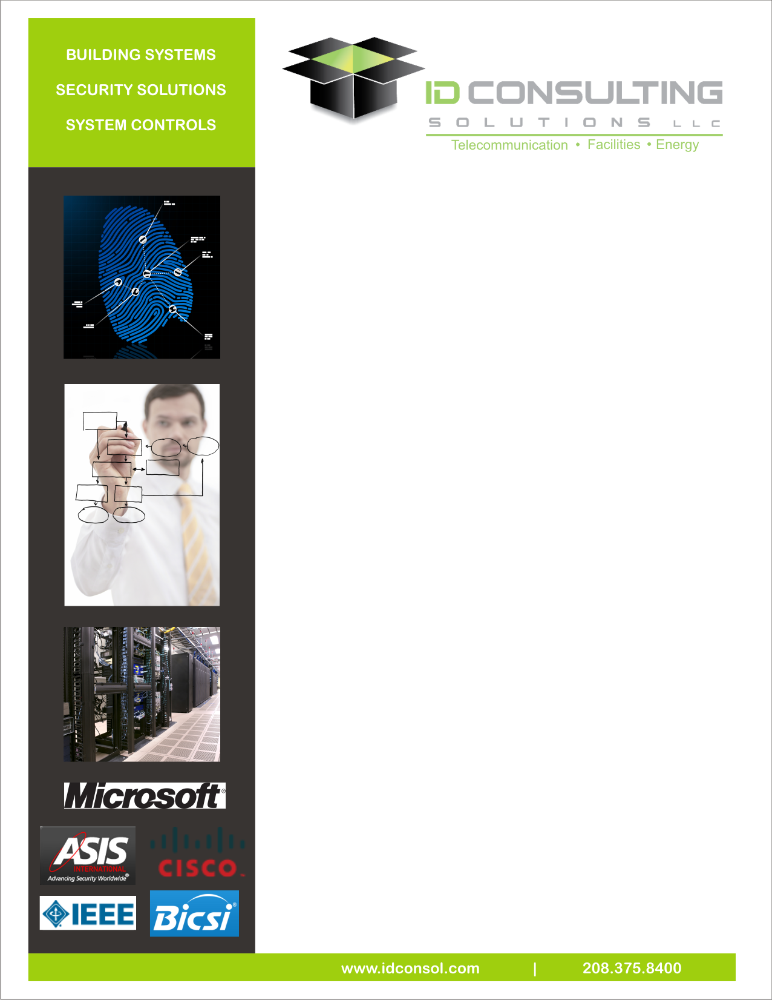 BUILDING SYSTEMS
SECURITY SOLUTIONS
SYSTEM CONTROLS
ID CONSULTING
SOLUTIONS LLC
Telecommunication • Facilities • Energy
Microsoft®
ASIS
INTERNATIONAL
Advancing Security Worldwide®
CISCO™
IEEE
Bicsi®
www.idconsol.com | 208.375.8400